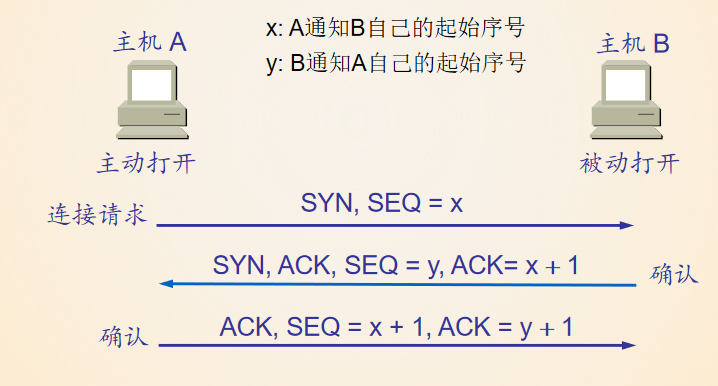 x: A通知B自己的起始序号
主机 A
主机 B
y: B通知A自己的起始序号
主动打开
被动打开
连接请求
SYN, SEQ = x
SYN, ACK, SEQ = y, ACK= x + 1
确认
确认
ACK, SEQ = x + 1, ACK = y + 1